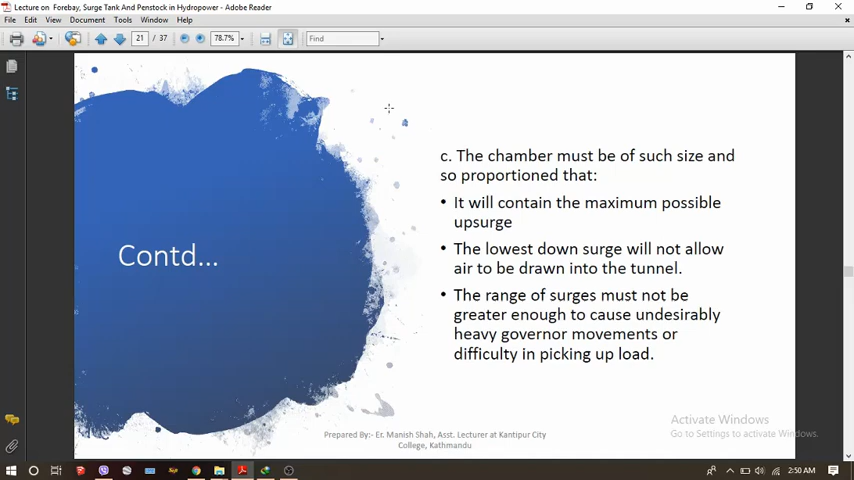 Lecture on  Forebay, Surge Tank And Penstock in Hydropower - Adobe Reader
File Edit View Document Tools Window Help
21 / 37 78.7% Find
c. The chamber must be of such size and
so proportioned that:
• It will contain the maximum possible
upsurge
• The lowest down surge will not allow
air to be drawn into the tunnel.
• The range of surges must not be
greater enough to cause undesirably
heavy governor movements or
difficulty in picking up load.
Contd...
Prepared By:- Er. Manish Shah, Asst. Lecturer at Kantipur City
College, Kathmandu
Activate Windows
Go to Settings to activate Windows.
2:50 AM